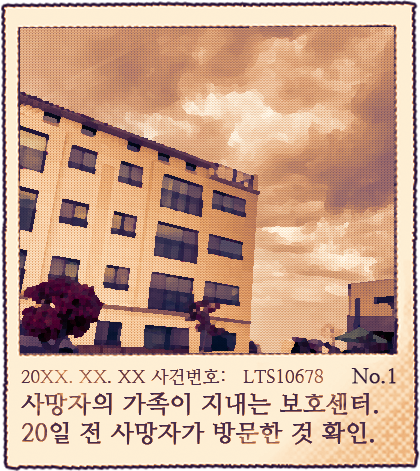 20XX. XX. XX 사건번호: LTS10678 No.1
사망자의 가족이 지내는 보호센터.
20일 전 사망자가 방문한 것 확인.